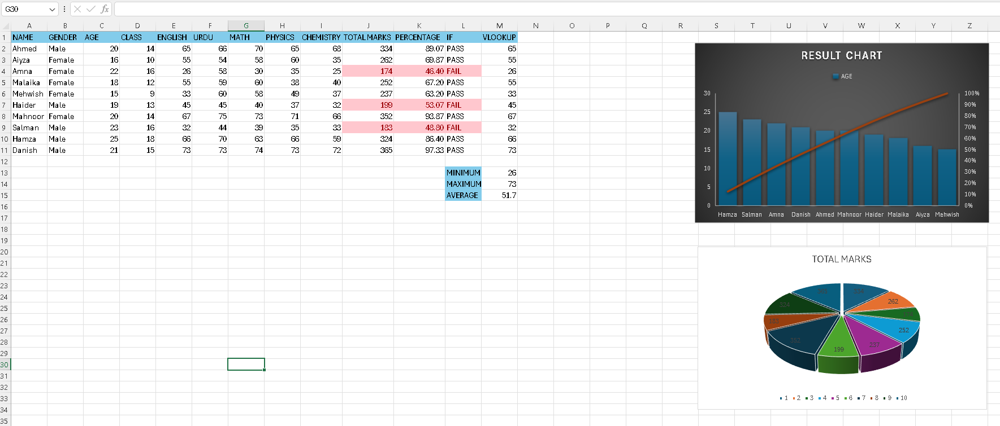 G30
fx
A B C D E F G H I J K L M N O P Q R S T U V W X Y Z
1 NAME GENDER AGE CLASS ENGLISH URDU MATH PHYSICS CHEMISTRY TOTAL MARKS PERCENTAGE IF VLOOKUP
2 Ahmed Male 20 14 65 66 70 65 68 334 89.07 PASS 65
3 Aiyza Female 16 10 55 54 58 60 35 262 69.87 PASS 55
4 Amna Female 22 16 26 58 30 35 25 174 46.40 FAIL 26
5 Malaika Female 18 12 55 59 60 38 40 252 67.20 PASS 55
6 Mehwish Female 15 9 33 60 58 49 37 237 63.20 PASS 33
7 Haider Male 19 13 45 45 40 37 32 199 53.07 FAIL 45
8 Mahnoor Female 20 14 67 75 73 71 66 352 93.87 PASS 67
9 Salman Male 23 16 32 44 39 35 33 183 48.80 FAIL 32
10 Hamza Male 25 18 66 70 63 66 59 324 86.40 PASS 66
11 Danish Male 21 15 73 73 74 73 72 365 97.33 PASS 73
12
13 MINIMUM 26
14 MAXIMUM 73
15 AVERAGE 51.7
16
17
18
19
20
21
22
23
24
25
26
27
28
29
30
31
32
33
34
35
RESULT CHART
AGE
30 100%
90%
25
80%
70%
20
60%
15 50%
40%
10
30%
20%
5
10%
0 0%
Hamza Salman Amna Danish Ahmed Mahnoor Haider Malaika Aiyza Mehwish
TOTAL MARKS
365 334
262
324
174
183
252
352
237
199
1 2 3 4 5 6 7 8 9 10